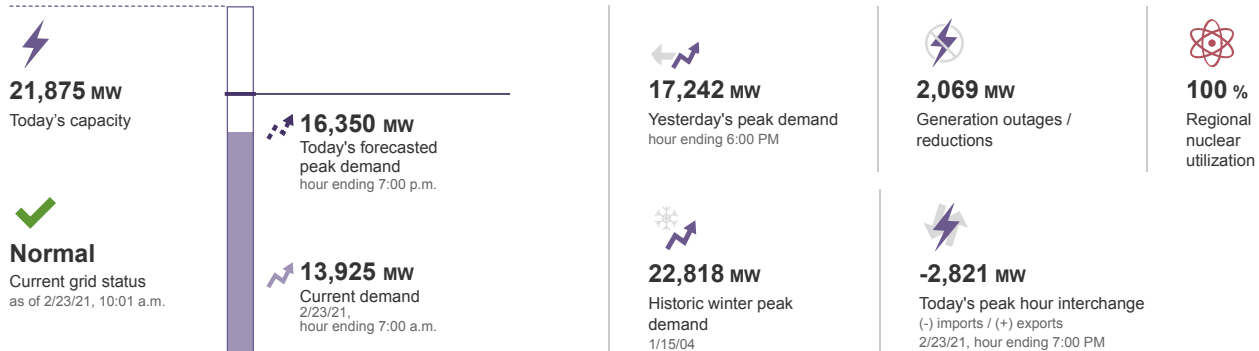 21,875 MW
Today's capacity
Normal
Current grid status
as of 2/23/21, 10:01 a.m.
16,350 MW
Today's forecasted
peak demand
hour ending 7:00 p.m.
13,925 MW
Current demand
2/23/21,
hour ending 7:00 a.m.
17,242 MW
Yesterday's peak demand
hour ending 6:00 PM
2,069 MW
Generation outages /
reductions
100 %
Regional
nuclear
utilization
22,818 MW
Historic winter peak
demand
1/15/04
-2,821 MW
Today's peak hour interchange
(-) imports / (+) exports
2/23/21, hour ending 7:00 PM